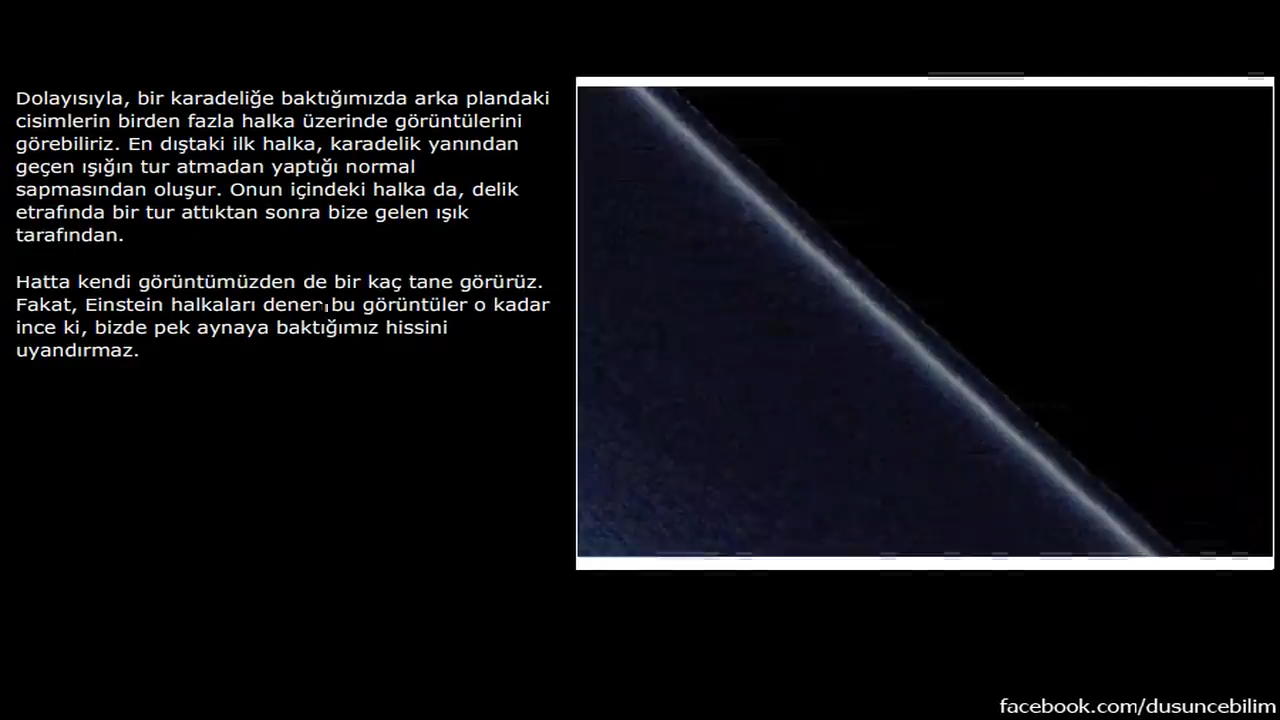 Dolayısıyla, bir karadeliğe baktığımızda arka plandaki
cisimlerin birden fazla halka üzerinde görüntülerini
görebiliriz. En dıştaki ilk halka, karadelik yanından
geçen ışığın tur atmadan yaptığı normal
sapmasından oluşur. Onun içindeki halka da, delik
etrafında bir tur attıktan sonra bize gelen ışık
tarafından.
Hatta kendi görüntümüzden de bir kaç tane görürüz.
Fakat, Einstein halkaları denen bu görüntüler o kadar
ince ki, bizde pek aynaya baktığımız hissini
uyandırmaz.
facebook.com/dusuncebilim